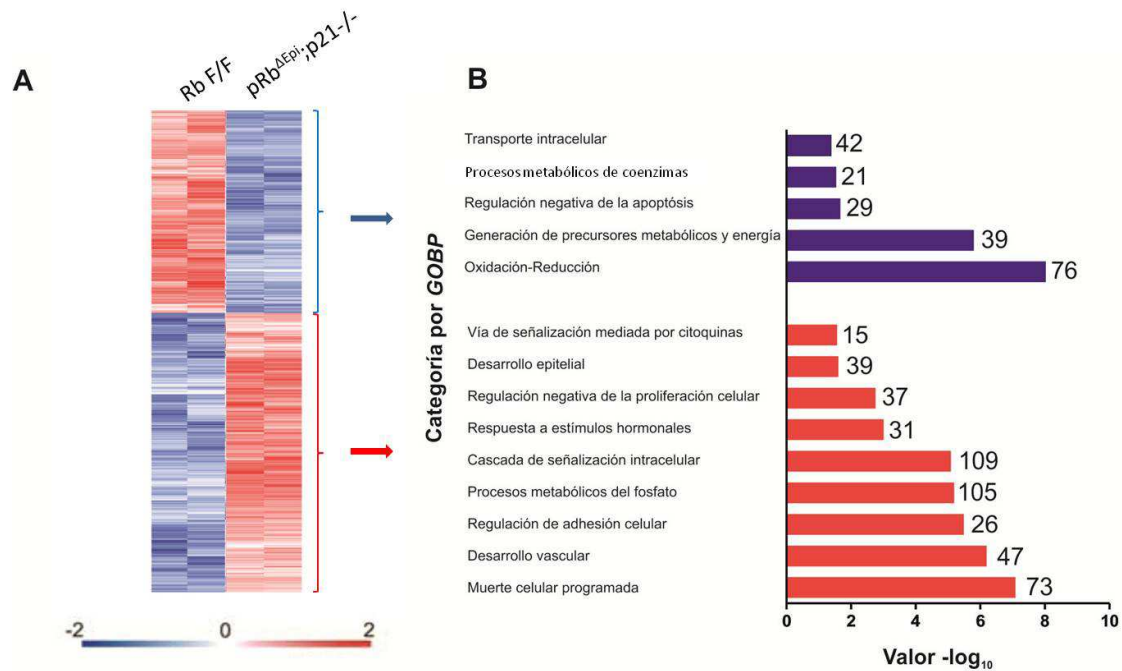 A
Rb F/F
pRbΔEpi;p21-/-
-2 0 2
B
Categoría por GOBP
Transporte intracelular 42
Procesos metabólicos de coenzimas 21
Regulación negativa de la apoptósis 29
Generación de precursores metabólicos y energía 39
Oxidación-Reducción 76
Vía de señalización mediada por citoquinas 15
Desarrollo epitelial 39
Regulación negativa de la proliferación celular 37
Respuesta a estímulos hormonales 31
Cascada de señalización intracelular 109
Procesos metabólicos del fosfato 105
Regulación de adhesión celular 26
Desarrollo vascular 47
Muerte celular programada 73
0 2 4 6 8 10
Valor -log₁₀